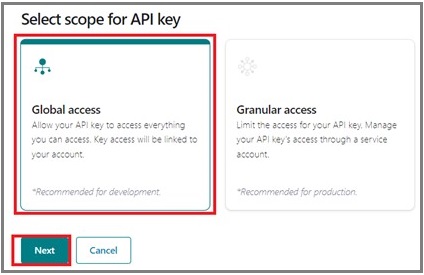 Select scope for API key
Global access
Allow your API key to access everything
you can access. Key access will be linked to
your account.
*Recommended for development.
Granular access
Limit the access for your API key. Manage
your API key's access through a service
account.
*Recommended for production.
Next
Cancel